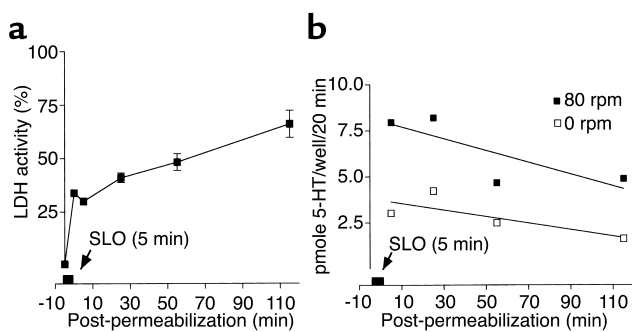 a
b
100
75
50
25
LDH activity (%)
SLO (5 min)
-10 10 30 50 70 90 110
Post-permeabilization (min)
10.0
7.5
5.0
2.5
pmole 5-HT/well/20 min
80 rpm
0 rpm
SLO (5 min)
-10 10 30 50 70 90 110
Post-permeabilization (min)